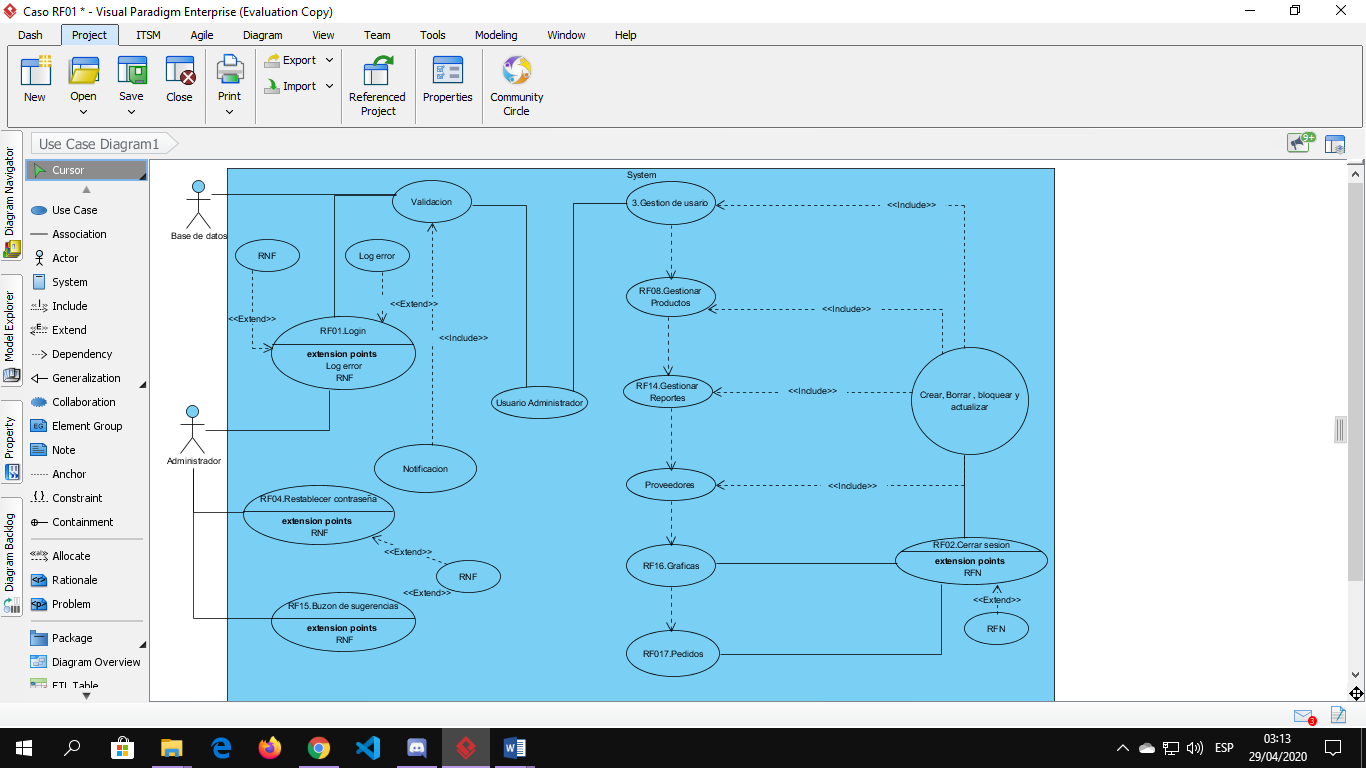 Caso RF01 * - Visual Paradigm Enterprise (Evaluation Copy)
Dash Project ITSM Agile Diagram View Team Tools Modeling Window Help
New
Open
Save
Close
Print
Export
Import
Referenced
Project
Properties
Community
Circle
Use Case Diagram1
9+
Diagram Navigator
Model Explorer
Property
Diagram Backlog
Cursor
Use Case
Association
Actor
System
Include
Extend
Dependency
Generalization
Collaboration
Element Group
Note
Anchor
Constraint
Containment
Allocate
Rationale
Problem
Package
Diagram Overview
ETL Table
System
Base de datos
Validacion
3.Gestion de usario
<<Include>>
RNF
Log error
<<Extend>>
<<Extend>>
RF01.Login
extension points
Log error
RNF
<<Include>>
RF08.Gestionar
Productos
<<Include>>
RF14.Gestionar
Reportes
<<Include>>
Crear, Borrar , bloquear y
actualizar
Usuario Administrador
Administrador
Notificacion
Proveedores
<<Include>>
RF04.Restablecer contraseña
extension points
RNF
<<Extend>>
RNF
<<Extend>>
RF16.Graficas
RF02.Cerrar sesion
extension points
RFN
<<Extend>>
RFN
RF15.Buzon de sugerencias
extension points
RNF
RF017.Pedidos
3
ESP
03:13
29/04/2020